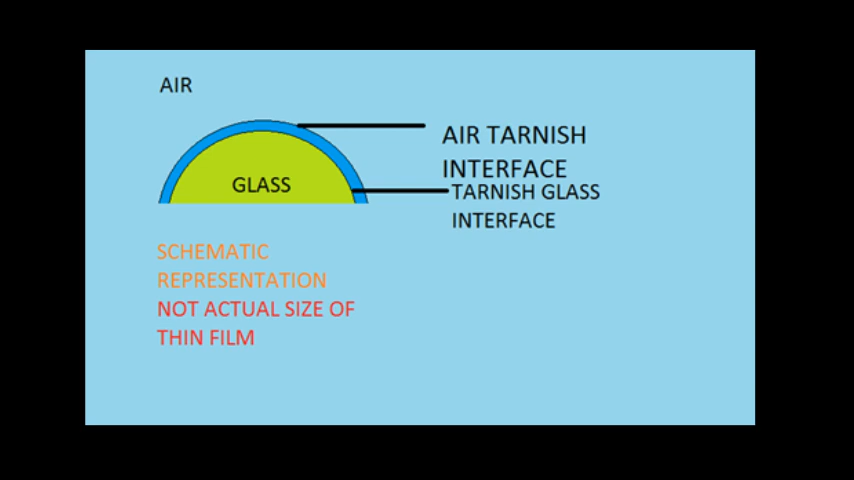 AIR
AIR TARNISH
INTERFACE
GLASS
TARNISH GLASS
INTERFACE
SCHEMATIC
REPRESENTATION
NOT ACTUAL SIZE OF
THIN FILM